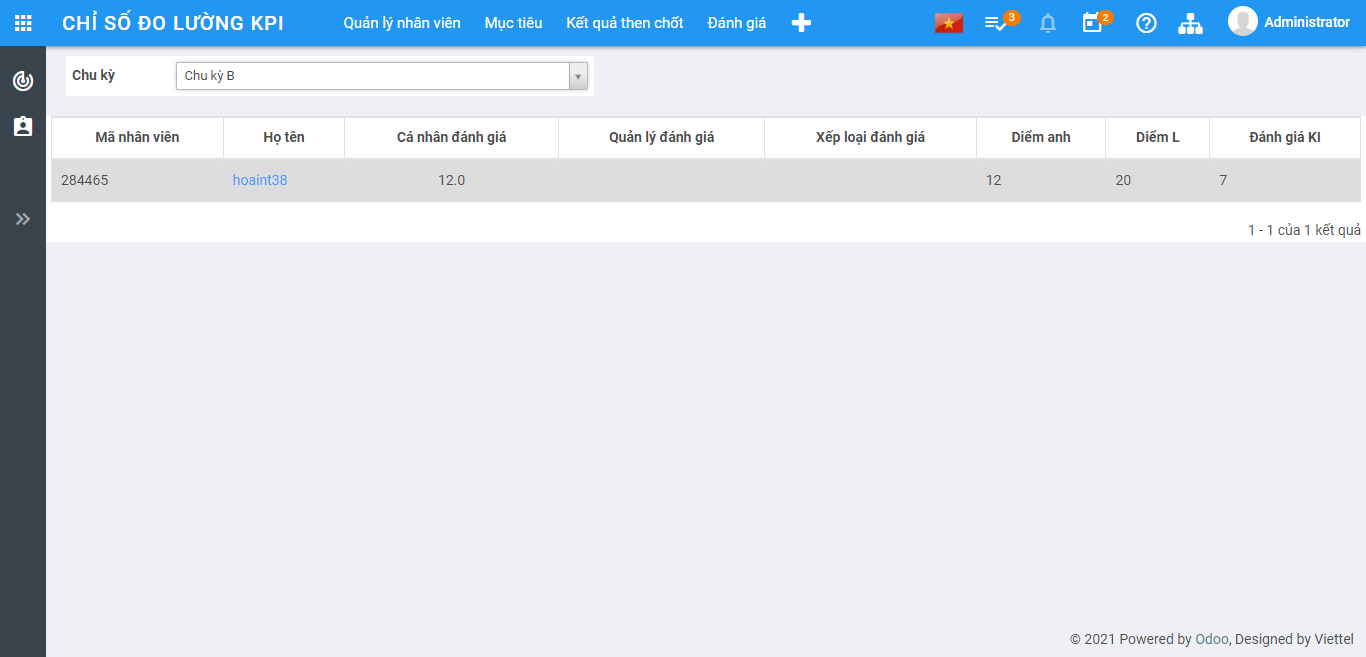 CHỈ SỐ ĐO LƯỜNG KPI Quản lý nhân viên Mục tiêu Kết quả then chốt Đánh giá 3 2 Administrator
Chu kỳ Chu kỳ B
Mã nhân viên Họ tên Cá nhân đánh giá Quản lý đánh giá Xếp loại đánh giá Diểm anh Diểm L Đánh giá KI
284465 hoaint38 12.0 12 20 7
1 - 1 của 1 kết quả
© 2021 Powered by Odoo, Designed by Viettel